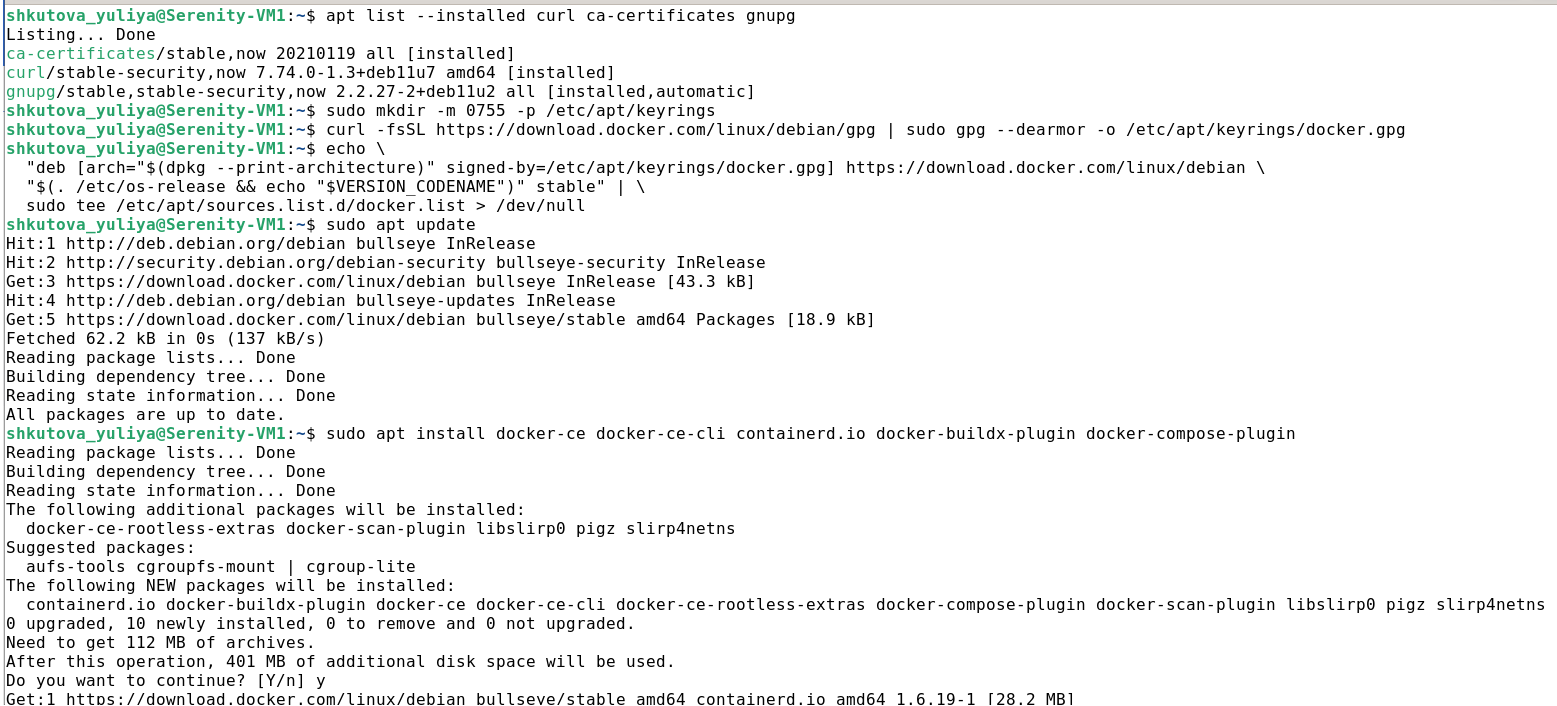 shkutova_yuliya@Serenity-VM1:~$ apt list --installed curl ca-certificates gnupg
Listing... Done
ca-certificates/stable,now 20210119 all [installed]
curl/stable-security,now 7.74.0-1.3+deb11u7 amd64 [installed]
gnupg/stable,stable-security,now 2.2.27-2+deb11u2 all [installed,automatic]
shkutova_yuliya@Serenity-VM1:~$ sudo mkdir -m 0755 -p /etc/apt/keyrings
shkutova_yuliya@Serenity-VM1:~$ curl -fsSL https://download.docker.com/linux/debian/gpg | sudo gpg --dearmor -o /etc/apt/keyrings/docker.gpg
shkutova_yuliya@Serenity-VM1:~$ echo \
  "deb [arch="$(dpkg --print-architecture)" signed-by=/etc/apt/keyrings/docker.gpg] https://download.docker.com/linux/debian \
  "$(. /etc/os-release && echo "$VERSION_CODENAME")" stable" | \
  sudo tee /etc/apt/sources.list.d/docker.list > /dev/null
shkutova_yuliya@Serenity-VM1:~$ sudo apt update
Hit:1 http://deb.debian.org/debian bullseye InRelease
Hit:2 http://security.debian.org/debian-security bullseye-security InRelease
Get:3 https://download.docker.com/linux/debian bullseye InRelease [43.3 kB]
Hit:4 http://deb.debian.org/debian bullseye-updates InRelease
Get:5 https://download.docker.com/linux/debian bullseye/stable amd64 Packages [18.9 kB]
Fetched 62.2 kB in 0s (137 kB/s)
Reading package lists... Done
Building dependency tree... Done
Reading state information... Done
All packages are up to date.
shkutova_yuliya@Serenity-VM1:~$ sudo apt install docker-ce docker-ce-cli containerd.io docker-buildx-plugin docker-compose-plugin
Reading package lists... Done
Building dependency tree... Done
Reading state information... Done
The following additional packages will be installed:
  docker-ce-rootless-extras docker-scan-plugin libslirp0 pigz slirp4netns
Suggested packages:
  aufs-tools cgroupfs-mount | cgroup-lite
The following NEW packages will be installed:
  containerd.io docker-buildx-plugin docker-ce docker-ce-cli docker-ce-rootless-extras docker-compose-plugin docker-scan-plugin libslirp0 pigz slirp4netns
0 upgraded, 10 newly installed, 0 to remove and 0 not upgraded.
Need to get 112 MB of archives.
After this operation, 401 MB of additional disk space will be used.
Do you want to continue? [Y/n] y
Get:1 https://download.docker.com/linux/debian bullseye/stable amd64 containerd.io amd64 1.6.19-1 [28.2 MB]